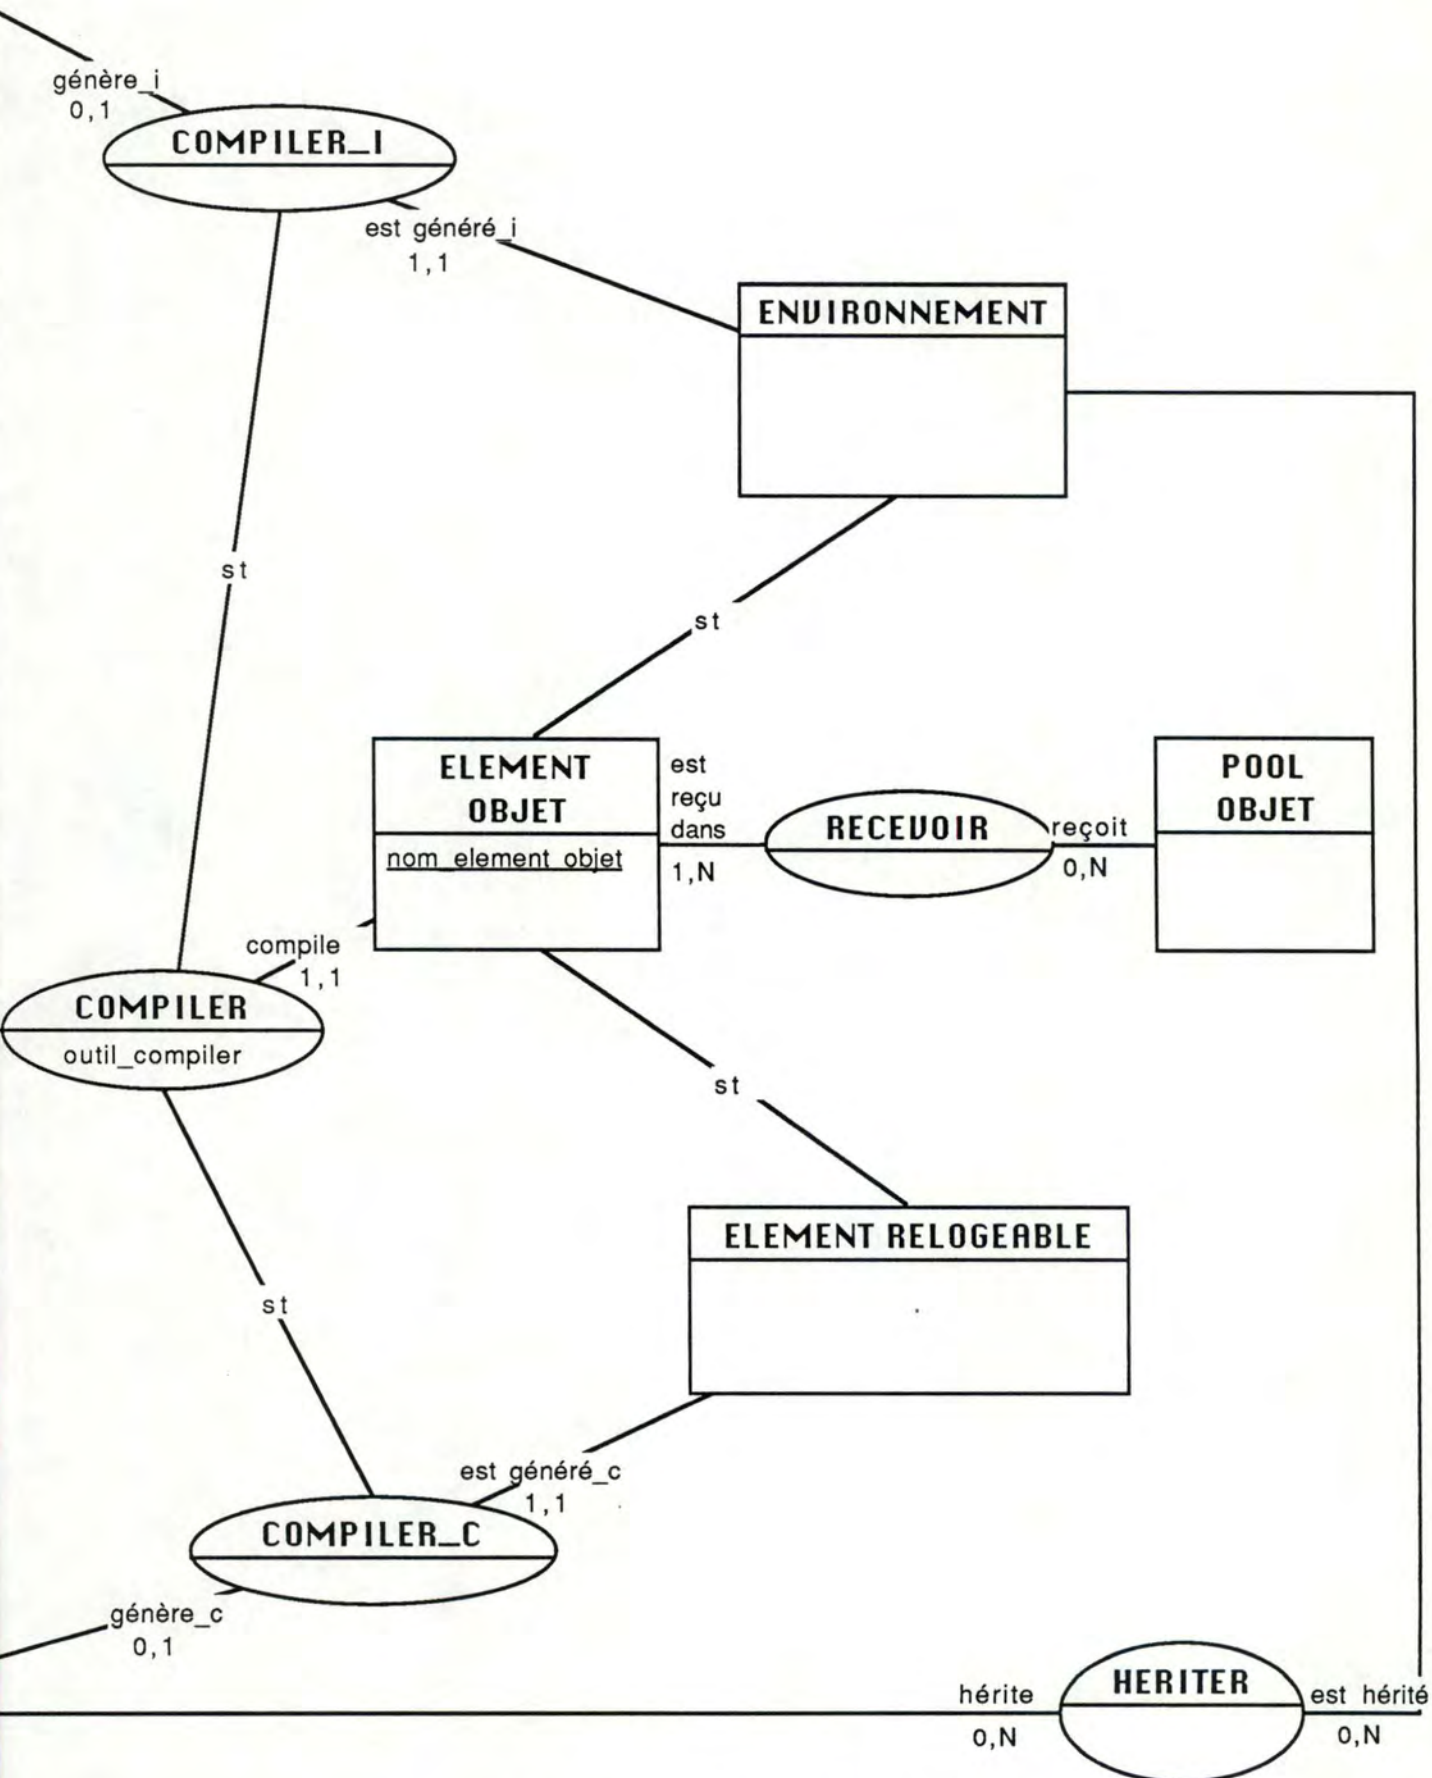 génère_i
0,1
COMPILER_I
est généré_i
1,1
ENVIRONNEMENT
st
st
ELEMENT
OBJET
nom_element_objet
est
reçu
dans
1,N
RECEVOIR
reçoit
0,N
POOL
OBJET
compile
1,1
COMPILER
outil_compiler
st
ELEMENT RELOGEABLE
st
est généré_c
1,1
COMPILER_C
génère_c
0,1
hérite
0,N
HERITER
est hérité
0,N